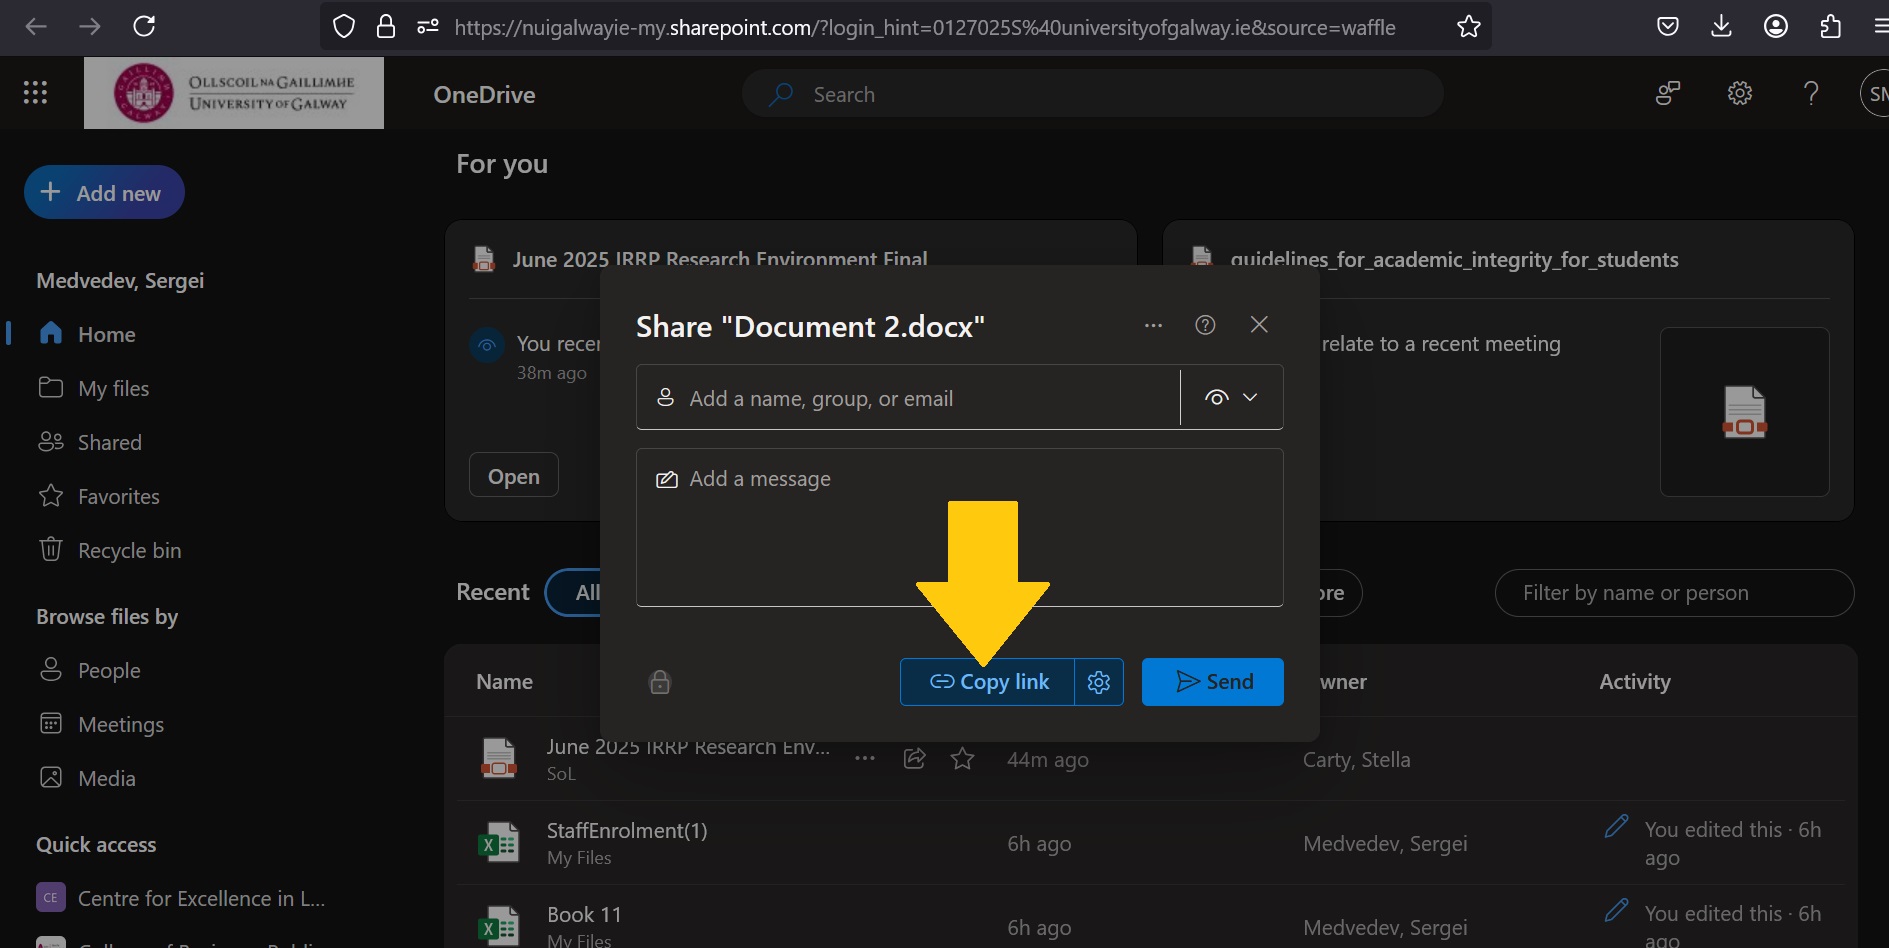 https://nuigalwayie-my.sharepoint.com/?login_hint=0127025S%40universityofgalway.ie&source=waffle
OLLSCOIL NA GAILLIMHE
UNIVERSITY OF GALWAY
OneDrive
Search
SM
Add new
Medvedev, Sergei
Home
My files
Shared
Favorites
Recycle bin
Browse files by
People
Meetings
Media
Quick access
CE
Centre for Excellence in L...
For you
June 2025 IRRP Research Environment Final
38m ago
Open
guidelines_for_academic_integrity_for_students
relate to a recent meeting
Share "Document 2.docx"
Add a name, group, or email
Add a message
Copy link
Send
Recent
All
Filter by name or person
Name
Activity
June 2025 IRRP Research Env...
SoL
44m ago
Carty, Stella
StaffEnrolment(1)
My Files
6h ago
Medvedev, Sergei
You edited this · 6h
ago
Book 11
My Files
6h ago
Medvedev, Sergei
You edited this · 6h
ago